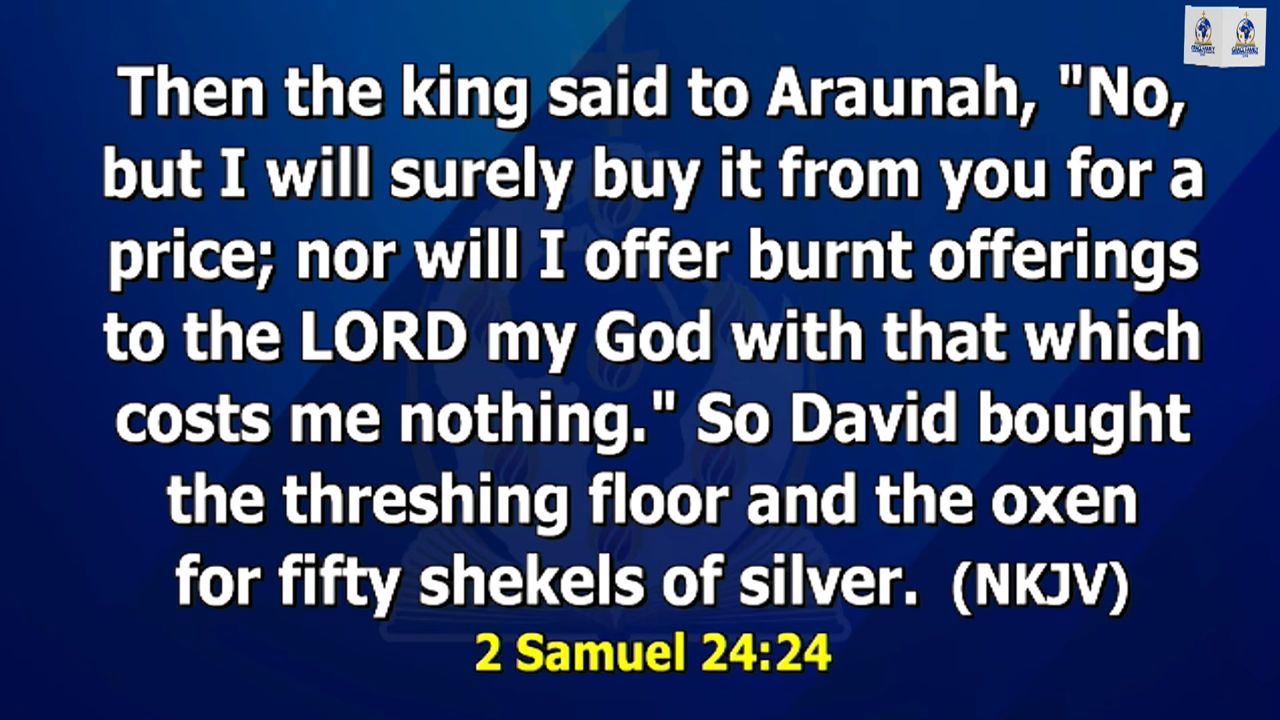 Then the king said to Araunah, "No,
but I will surely buy it from you for a
price; nor will I offer burnt offerings
to the LORD my God with that which
costs me nothing." So David bought
the threshing floor and the oxen
for fifty shekels of silver. (NKJV)
2 Samuel 24:24